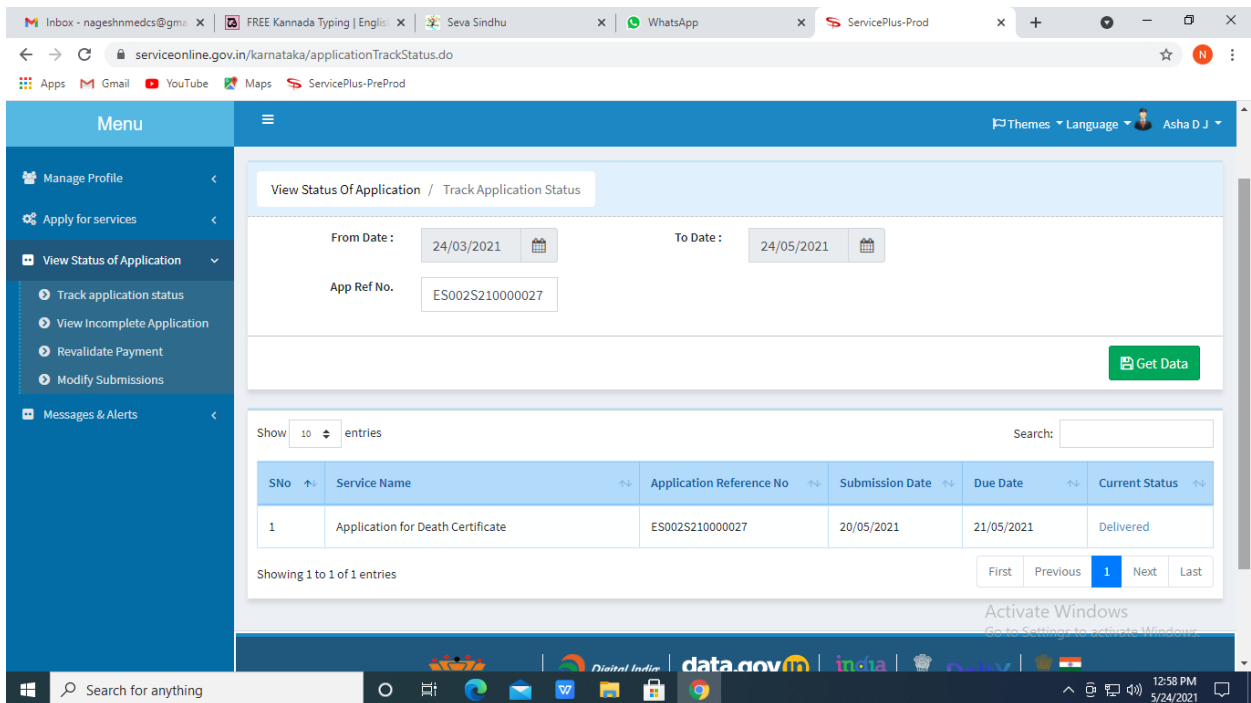 Inbox - nageshnmedcs@gma
FREE Kannada Typing | Englis
Seva Sindhu
WhatsApp
ServicePlus-Prod
serviceonline.gov.in/karnataka/applicationTrackStatus.do
N
Apps Gmail YouTube Maps ServicePlus-PreProd
Menu
Themes Language Asha D J
Manage Profile
Apply for services
View Status of Application
Track application status
View Incomplete Application
Revalidate Payment
Modify Submissions
Messages & Alerts
View Status Of Application / Track Application Status
From Date : 24/03/2021 To Date : 24/05/2021
App Ref No. ES002S210000027
Get Data
Show 10 entries Search:
SNo Service Name Application Reference No Submission Date Due Date Current Status
1 Application for Death Certificate ES002S210000027 20/05/2021 21/05/2021 Delivered
Showing 1 to 1 of 1 entries First Previous 1 Next Last
Activate Windows
Go to Settings to activate Windows.
Digital India data.gov in india
Search for anything
12:58 PM
5/24/2021